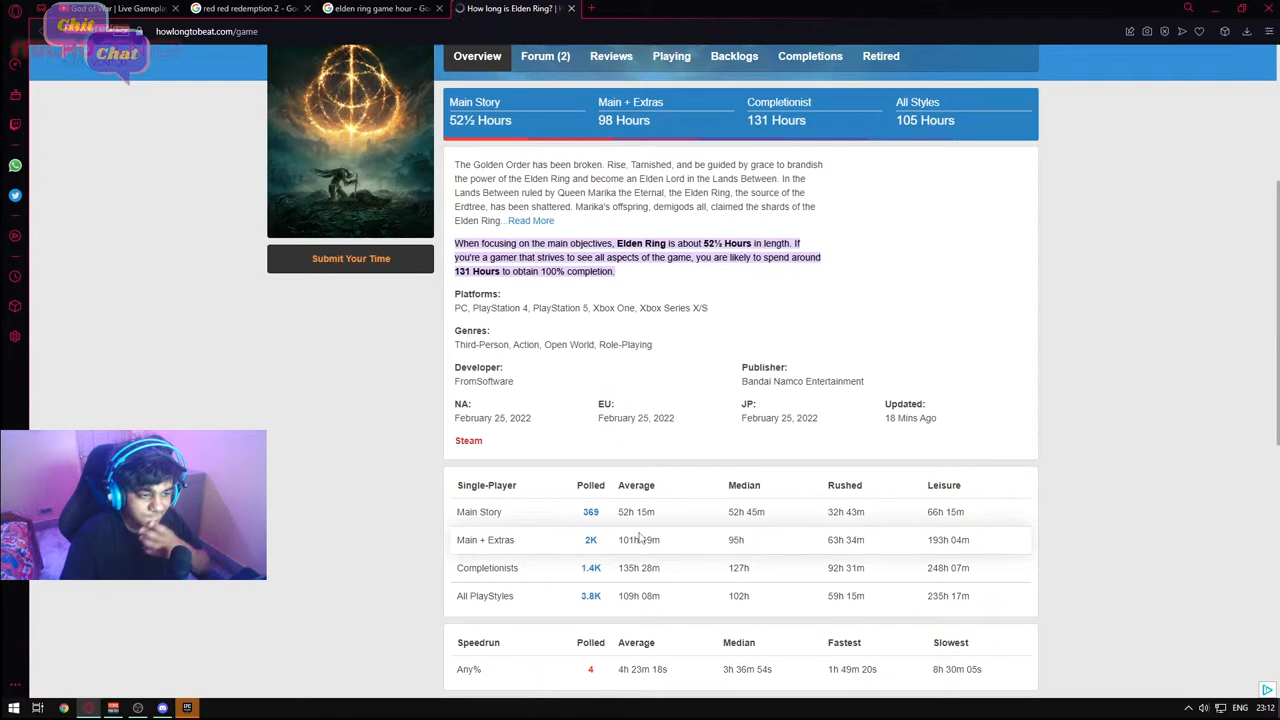 God of War | Live Gameplay
red red redemption 2 - Goo
elden ring game hour - Goo
How long is Elden Ring? | H
howlongtobeat.com/game
Chit
Chat
Overview Forum (2) Reviews Playing Backlogs Completions Retired
Main Story Main + Extras Completionist All Styles
52½ Hours 98 Hours 131 Hours 105 Hours
The Golden Order has been broken. Rise, Tarnished, and be guided by grace to brandish
the power of the Elden Ring and become an Elden Lord in the Lands Between. In the
Lands Between ruled by Queen Marika the Eternal, the Elden Ring, the source of the
Erdtree, has been shattered. Marika's offspring, demigods all, claimed the shards of the
Elden Ring...Read More
When focusing on the main objectives, Elden Ring is about 52½ Hours in length. If
you're a gamer that strives to see all aspects of the game, you are likely to spend around
131 Hours to obtain 100% completion.
Submit Your Time
Platforms:
PC, PlayStation 4, PlayStation 5, Xbox One, Xbox Series X/S
Genres:
Third-Person, Action, Open World, Role-Playing
Developer: Publisher:
FromSoftware Bandai Namco Entertainment
NA: EU: JP: Updated:
February 25, 2022 February 25, 2022 February 25, 2022 18 Mins Ago
Steam
Single-Player Polled Average Median Rushed Leisure
Main Story 369 52h 15m 52h 45m 32h 43m 66h 15m
Main + Extras 2K 95h 63h 34m 193h 04m
Completionists 1.4K 135h 28m 127h 92h 31m 248h 07m
All PlayStyles 3.8K 109h 08m 102h 59h 15m 235h 17m
Speedrun Polled Average Median Fastest Slowest
Any% 4 4h 23m 18s 3h 36m 54s 1h 49m 20s 8h 30m 05s
ENG 23:12